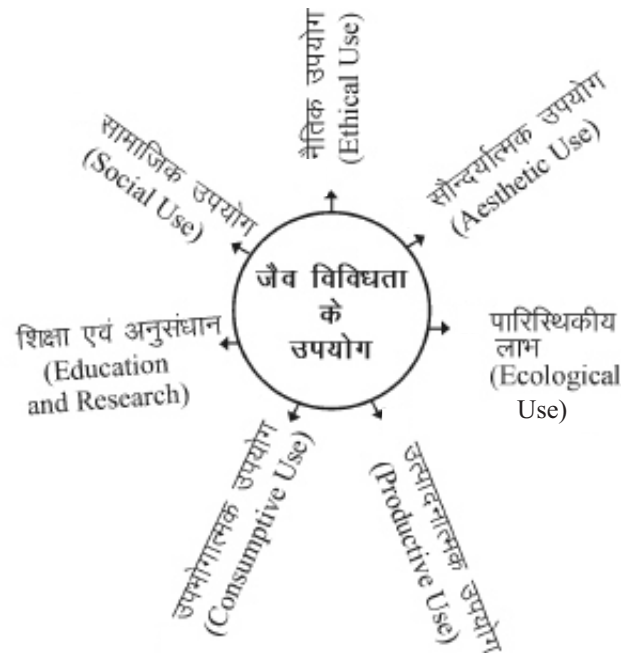 जैव विविधता
के
उपयोग
नैतिक उपयोग
(Ethical Use)
सौन्दर्यात्मक उपयोग
(Aesthetic Use)
पारिस्थिकीय
लाभ
(Ecological
Use)
उत्पादनात्मक उपयोग
(Productive Use)
उपभोगात्मक उपयोग
(Consumptive Use)
शिक्षा एवं अनुसंधान
(Education
and Research)
सामाजिक उपयोग
(Social Use)